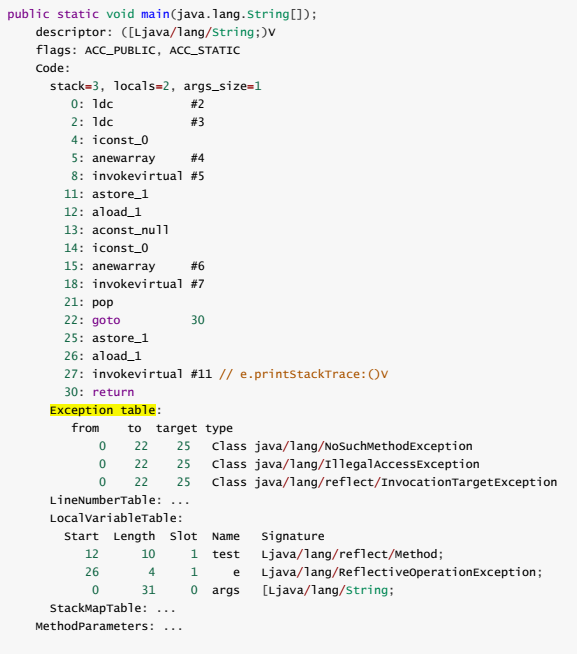 public static void main(java.lang.String[]);
    descriptor: ([Ljava/lang/String;)V
    flags: ACC_PUBLIC, ACC_STATIC
    Code:
      stack=3, locals=2, args_size=1
         0: ldc           #2
         2: ldc           #3
         4: iconst_0
         5: anewarray     #4
         8: invokevirtual #5
        11: astore_1
        12: aload_1
        13: aconst_null
        14: iconst_0
        15: anewarray     #6
        18: invokevirtual #7
        21: pop
        22: goto          30
        25: astore_1
        26: aload_1
        27: invokevirtual #11 // e.printStackTrace:()V
        30: return
      Exception table:
         from    to  target type
             0    22    25   Class java/lang/NoSuchMethodException
             0    22    25   Class java/lang/IllegalAccessException
             0    22    25   Class java/lang/reflect/InvocationTargetException
      LineNumberTable: ...
      LocalVariableTable:
        Start  Length  Slot  Name   Signature
           12      10     1  test   Ljava/lang/reflect/Method;
           26       4     1     e   Ljava/lang/ReflectiveOperationException;
            0      31     0  args   [Ljava/lang/String;
      StackMapTable: ...
    MethodParameters: ...